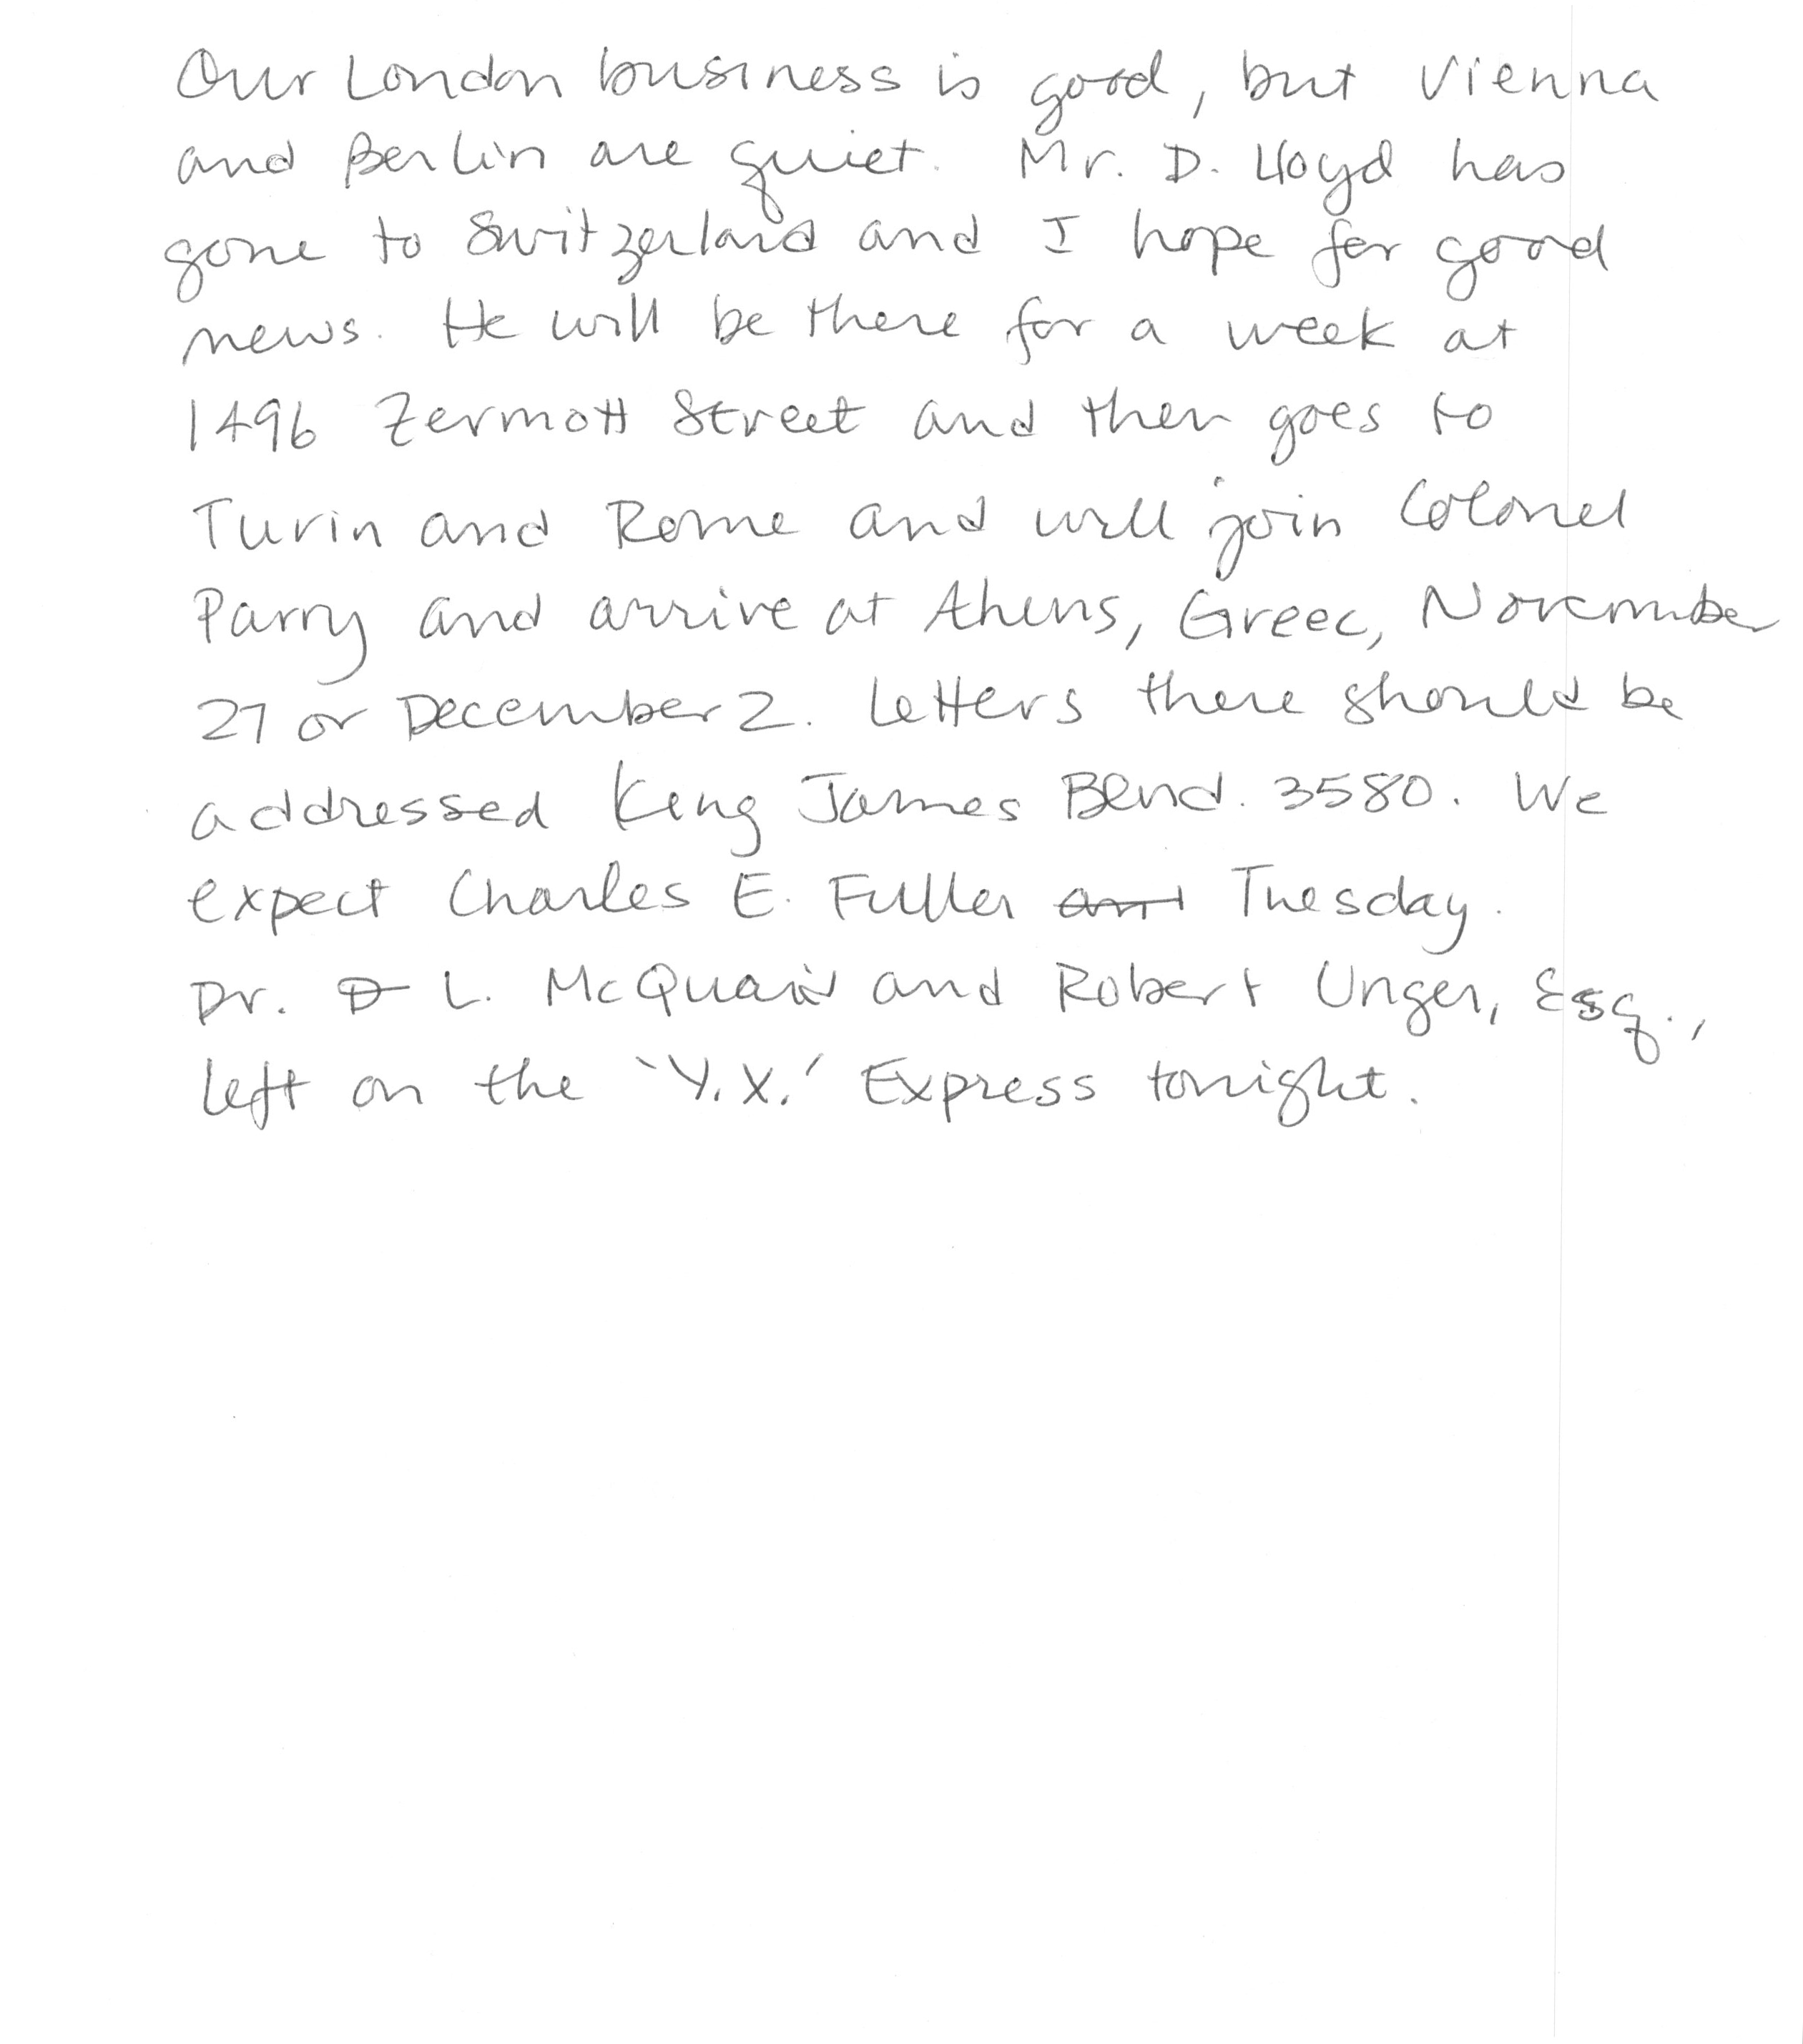 Our London business is good, but Vienna
and Berlin are quiet. Mr. D. Lloyd has
gone to Switzerland and I hope for good
news. He will be there for a week at
1496 Zermott Street and then goes to
Turin and Rome and will join Colonel
Parry and arrive at Athens, Greec, November
27 or December 2. Letters there should be
addressed King James Blvd. 3580. We
expect Charles E. Fuller Tuesday.
Dr. L. McQuaid and Robert Unger, Esq.,
left on the 'Y.X.' Express tonight.